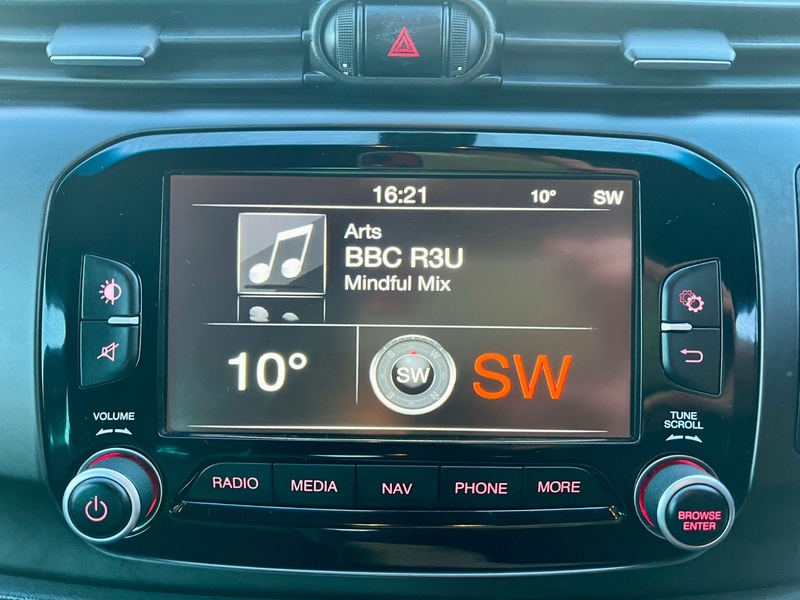 16:21 10° SW
Arts
BBC R3U
Mindful Mix
10° SW SW
VOLUME
TUNE
SCROLL
RADIO MEDIA NAV PHONE MORE
BROWSE
ENTER